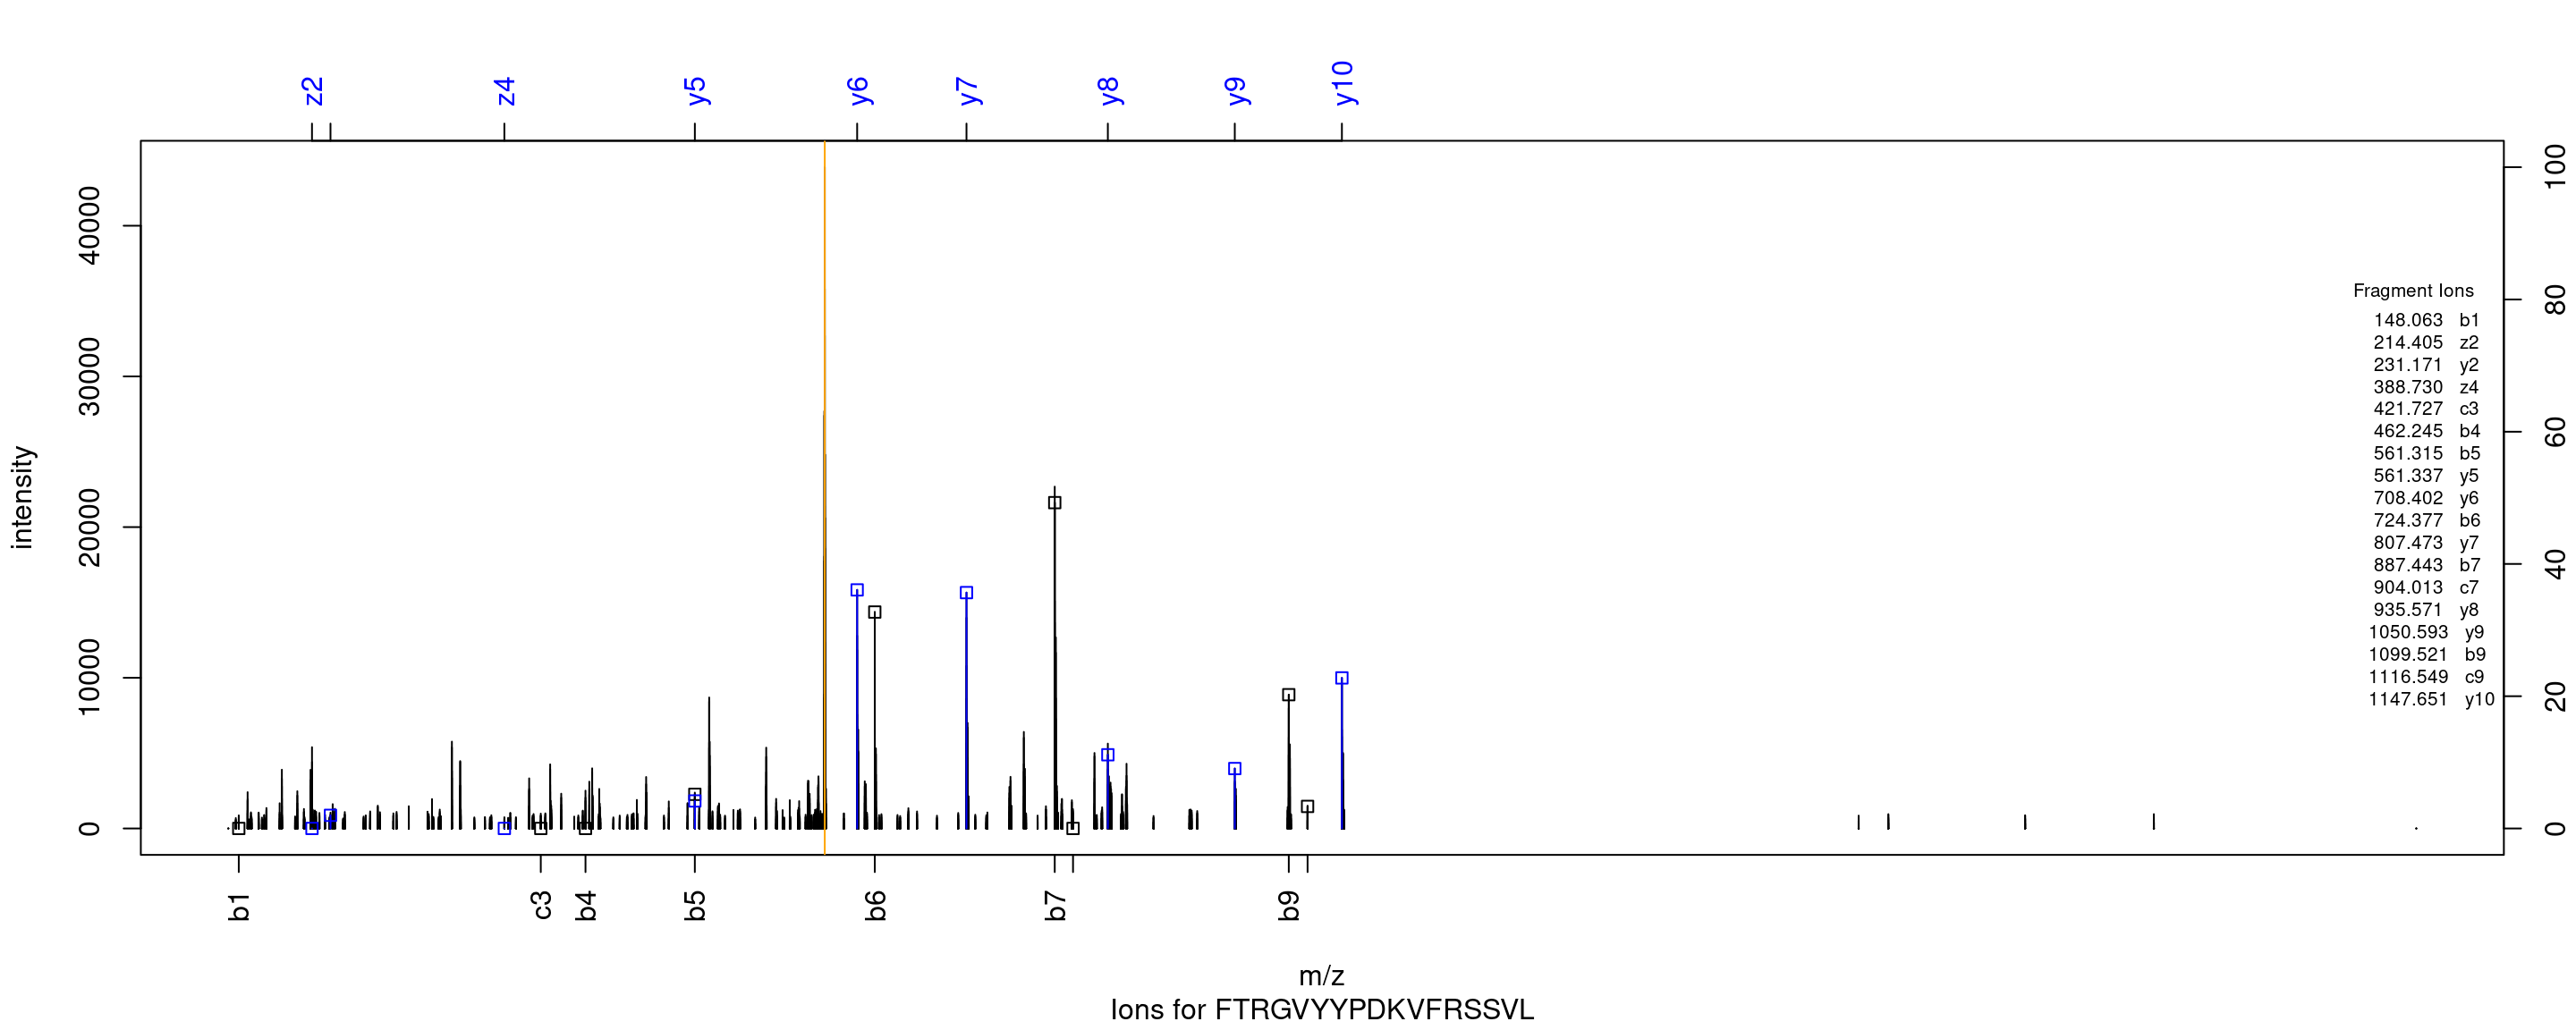 z2 z4 y5 y6 y7 y8 y9 y10
intensity
0 10000 20000 30000 40000
0 20 40 60 80 100
Fragment Ions
148.063 b1
214.405 z2
231.171 y2
388.730 z4
421.727 c3
462.245 b4
561.315 b5
561.337 y5
708.402 y6
724.377 b6
807.473 y7
887.443 b7
904.013 c7
935.571 y8
1050.593 y9
1099.521 b9
1116.549 c9
1147.651 y10
b1 c3 b4 b5 b6 b7 b9
m/z
Ions for FTRGVYYPDKVFRSSVL